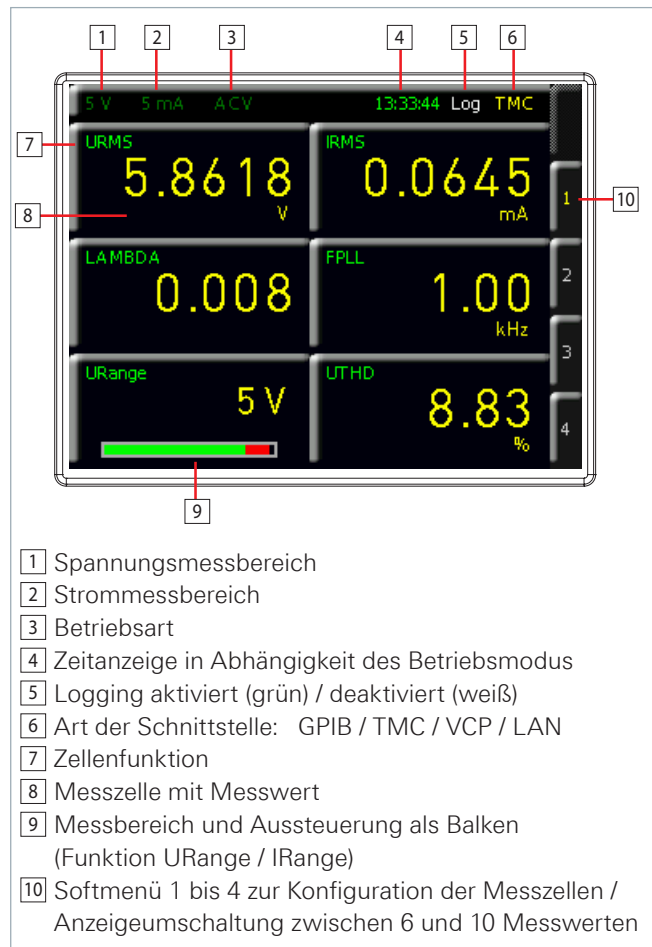 1 2 3 4 5 6
5 V 5 mA ACV 13:33:44 Log TMC
7
URMS IRMS
5.8618 0.0645
8 V mA 1 10
LAMBDA FPLL 2
0.008 1.00
kHz
3
URange UTHD
5 V 8.83
% 4
9
1 Spannungsmessbereich
2 Strommessbereich
3 Betriebsart
4 Zeitanzeige in Abhängigkeit des Betriebsmodus
5 Logging aktiviert (grün) / deaktiviert (weiß)
6 Art der Schnittstelle: GPIB / TMC / VCP / LAN
7 Zellenfunktion
8 Messzelle mit Messwert
9 Messbereich und Aussteuerung als Balken
(Funktion URange / IRange)
10 Softmenü 1 bis 4 zur Konfiguration der Messzellen /
Anzeigeumschaltung zwischen 6 und 10 Messwerten